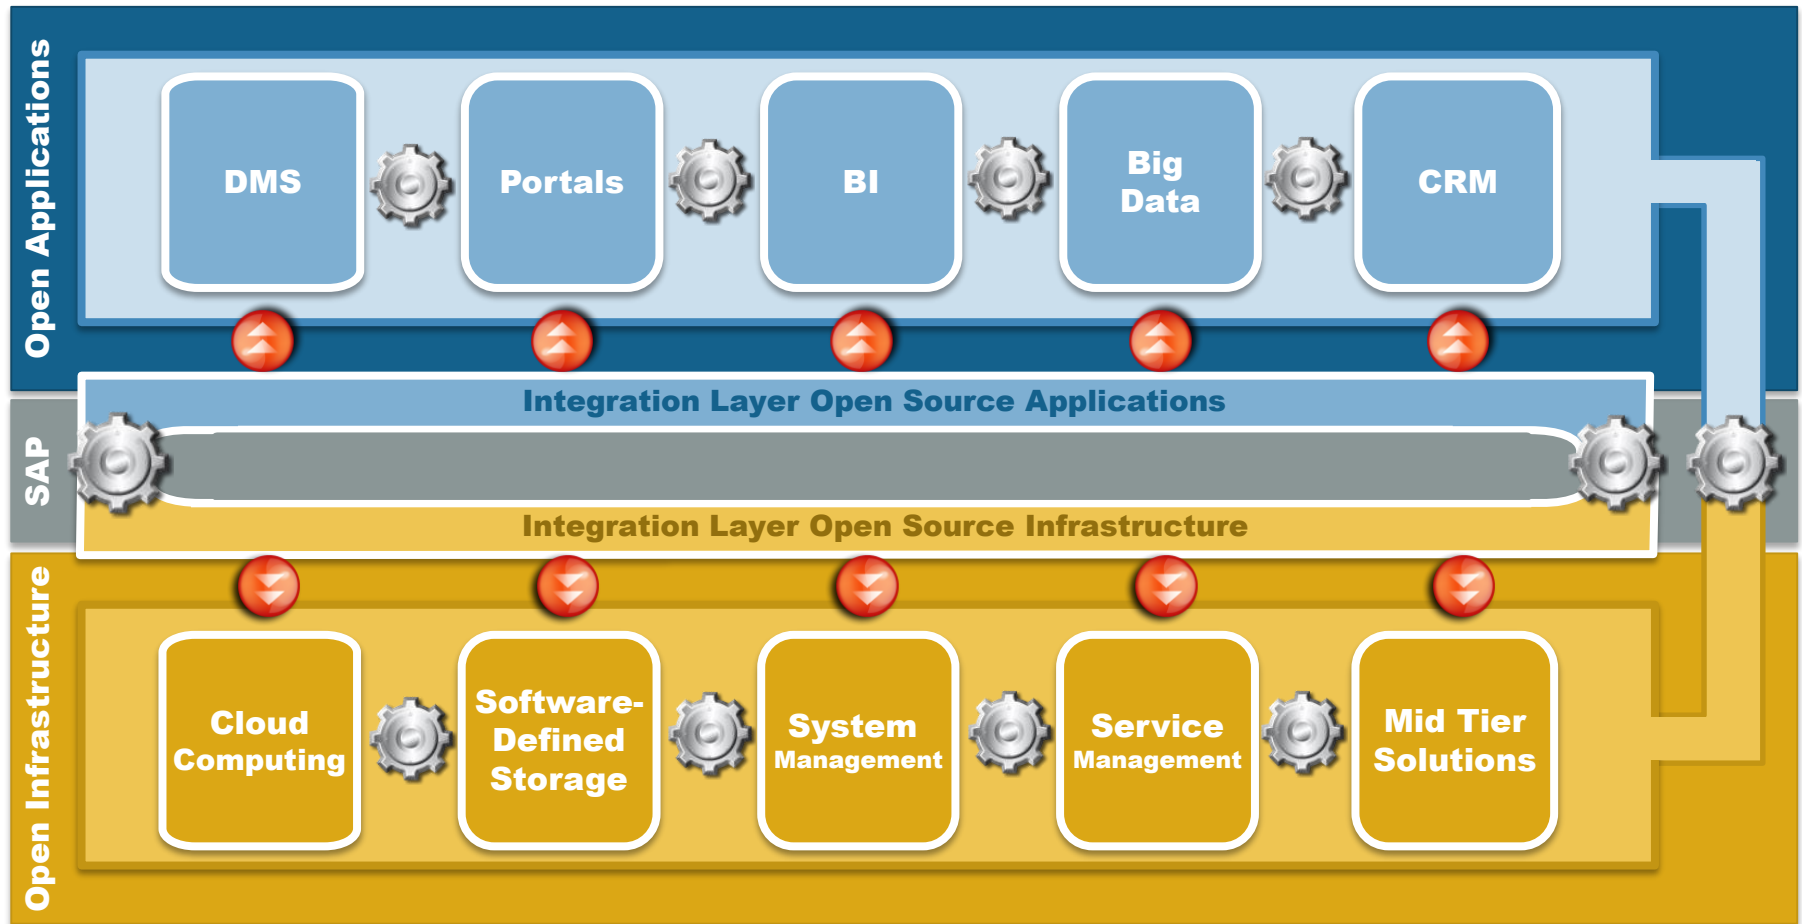 Open Applications
DMS
Portals
BI
Big
Data
CRM
Integration Layer Open Source Applications
SAP
Integration Layer Open Source Infrastructure
Open Infrastructure
Cloud
Computing
Software-
Defined
Storage
System
Management
Service
Management
Mid Tier
Solutions